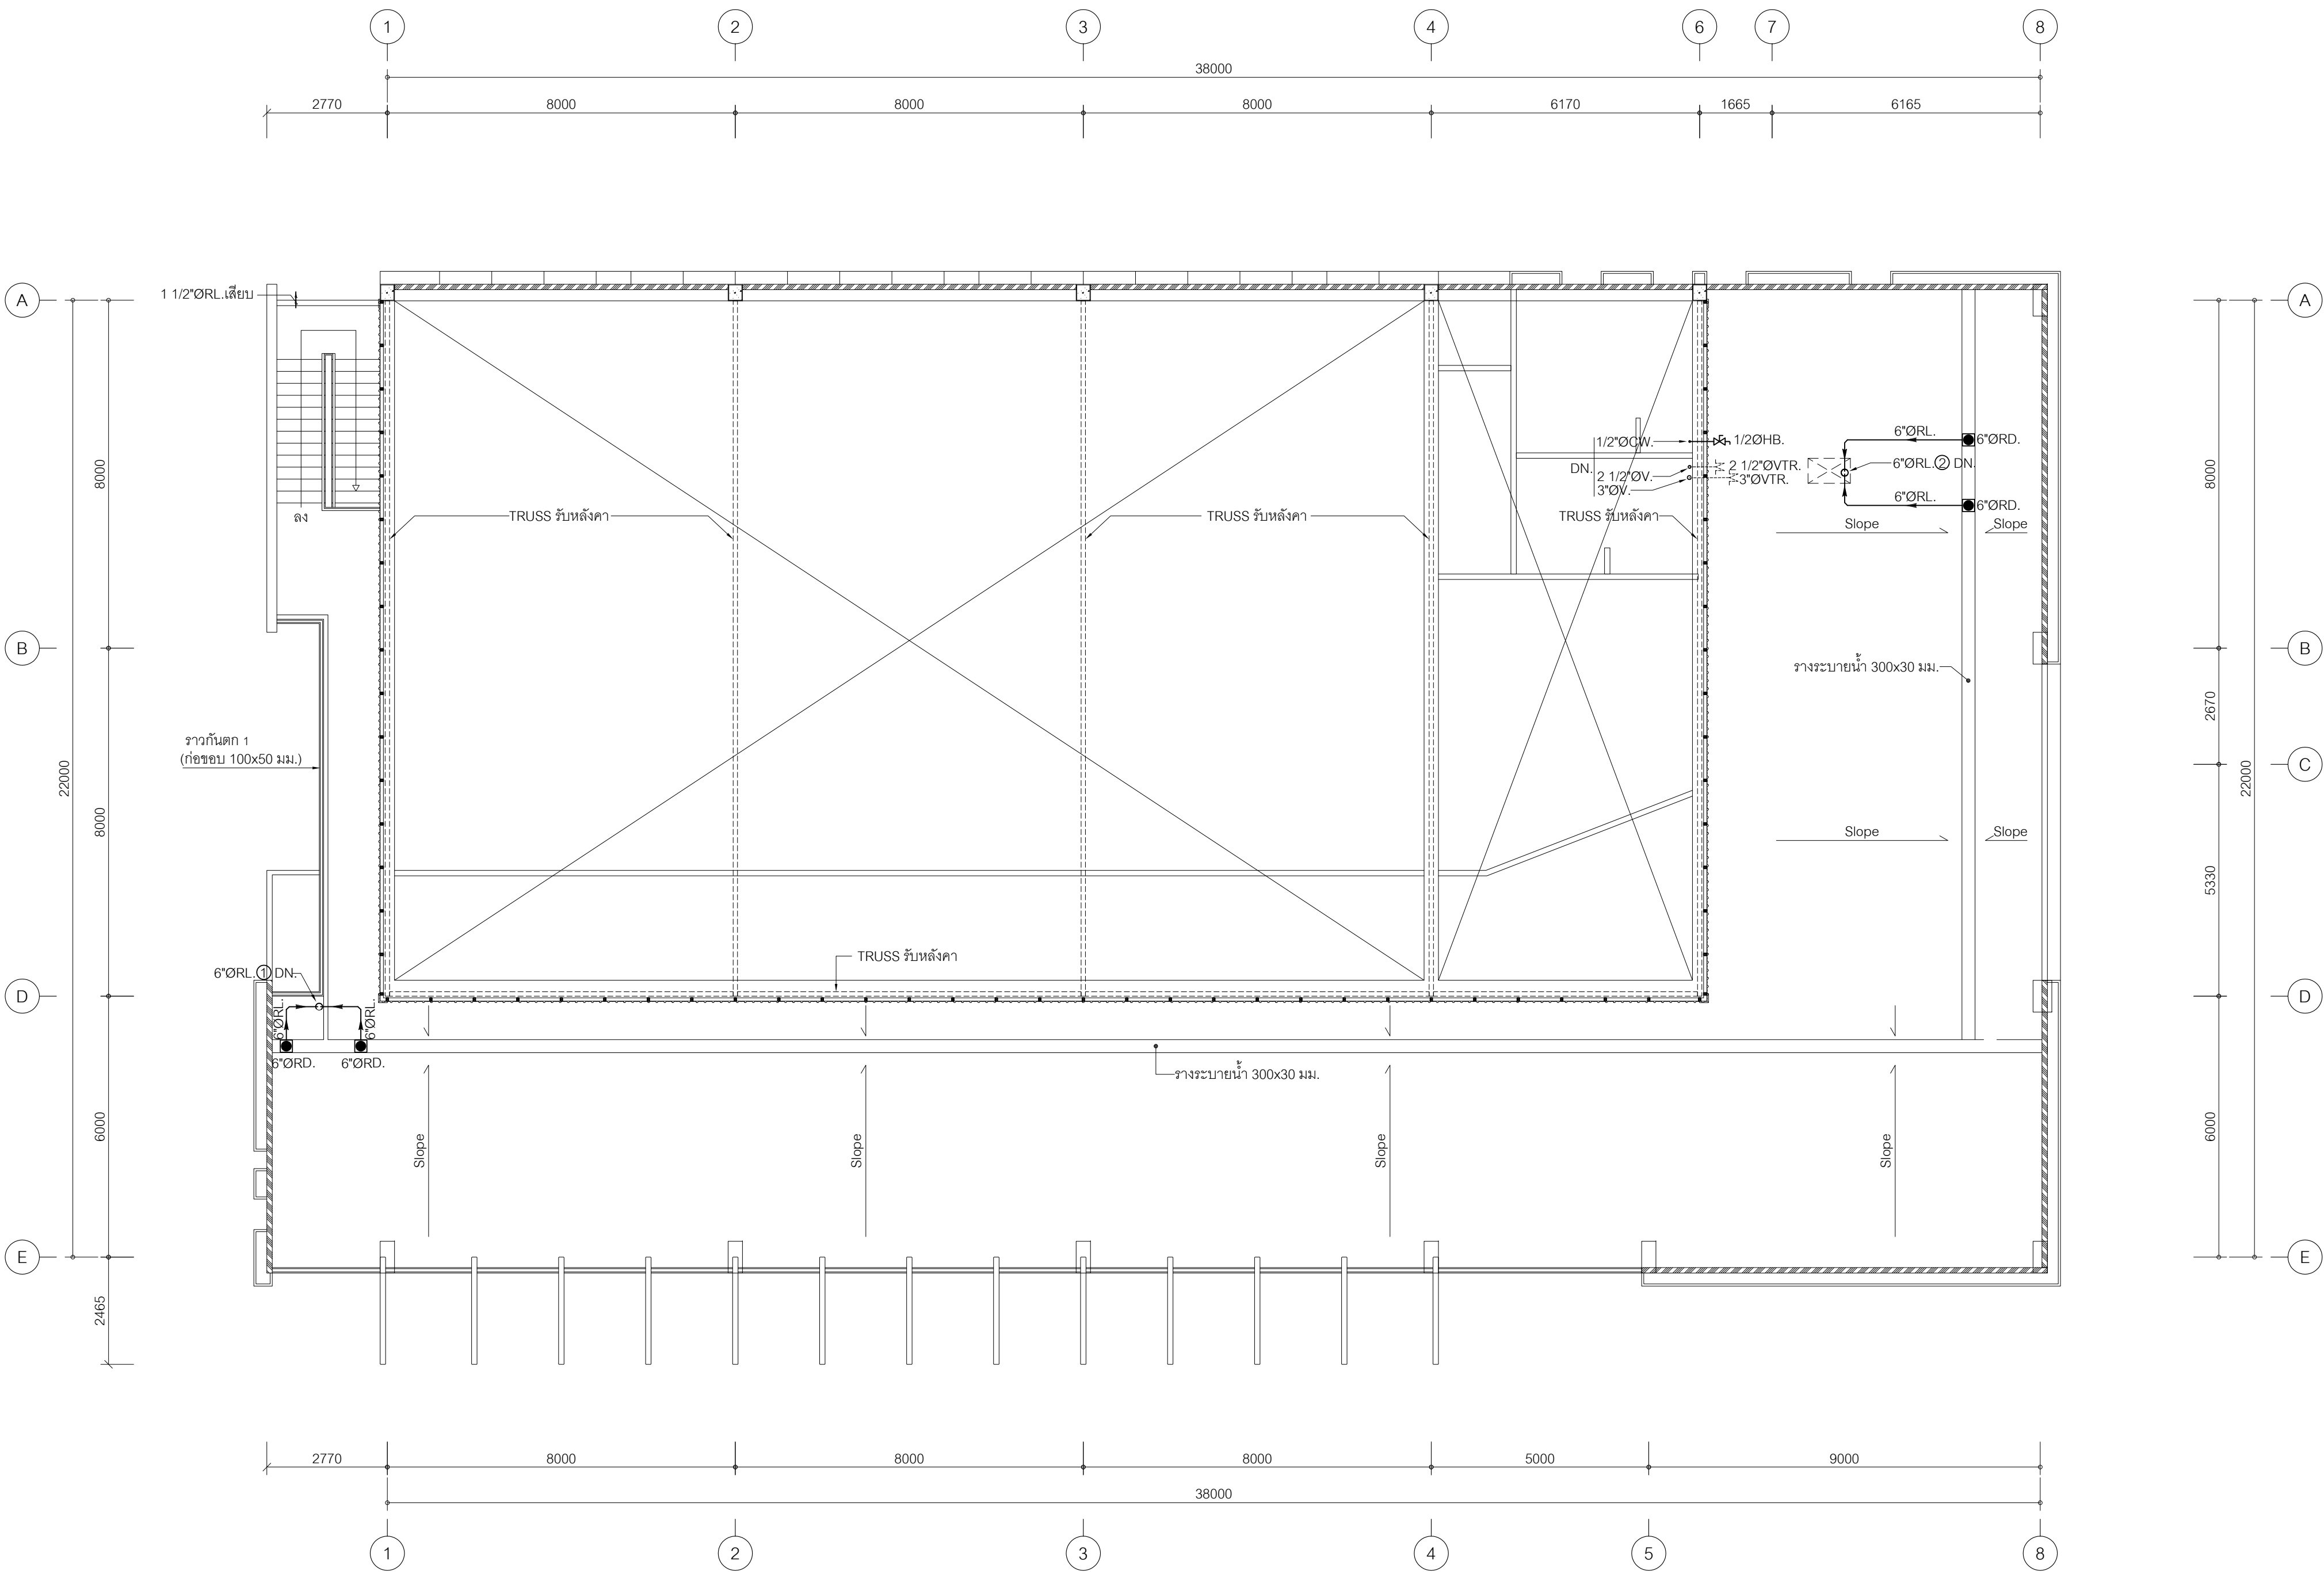 1 2 3 4 6 7 8
38000
2770 8000 8000 8000 6170 1665 6165
A
1 1/2"ØRL.เสียบ
A
8000
ลง
TRUSS รับหลังคา
TRUSS รับหลังคา
TRUSS รับหลังคา
1/2"ØCW.
1/2ØHB.
DN.
2 1/2"ØV.
2 1/2"ØVTR.
3"ØV.
3"ØVTR.
6"ØRL.
6"ØRD.
6"ØRL.② DN.
6"ØRL.
6"ØRD.
Slope
Slope
8000
B
B
รางระบายน้ำ 300x30 มม.
2670
ราวกันตก 1
(ก่อขอบ 100x50 มม.)
22000
C
22000
8000
Slope
Slope
5330
TRUSS รับหลังคา
6"ØRL.① DN.
D
D
6"ØRL.
6"ØRL.
6"ØRD.
6"ØRD.
รางระบายน้ำ 300x30 มม.
6000
Slope
Slope
Slope
Slope
6000
E
E
2465
2770 8000 8000 8000 5000 9000
38000
1 2 3 4 5 8